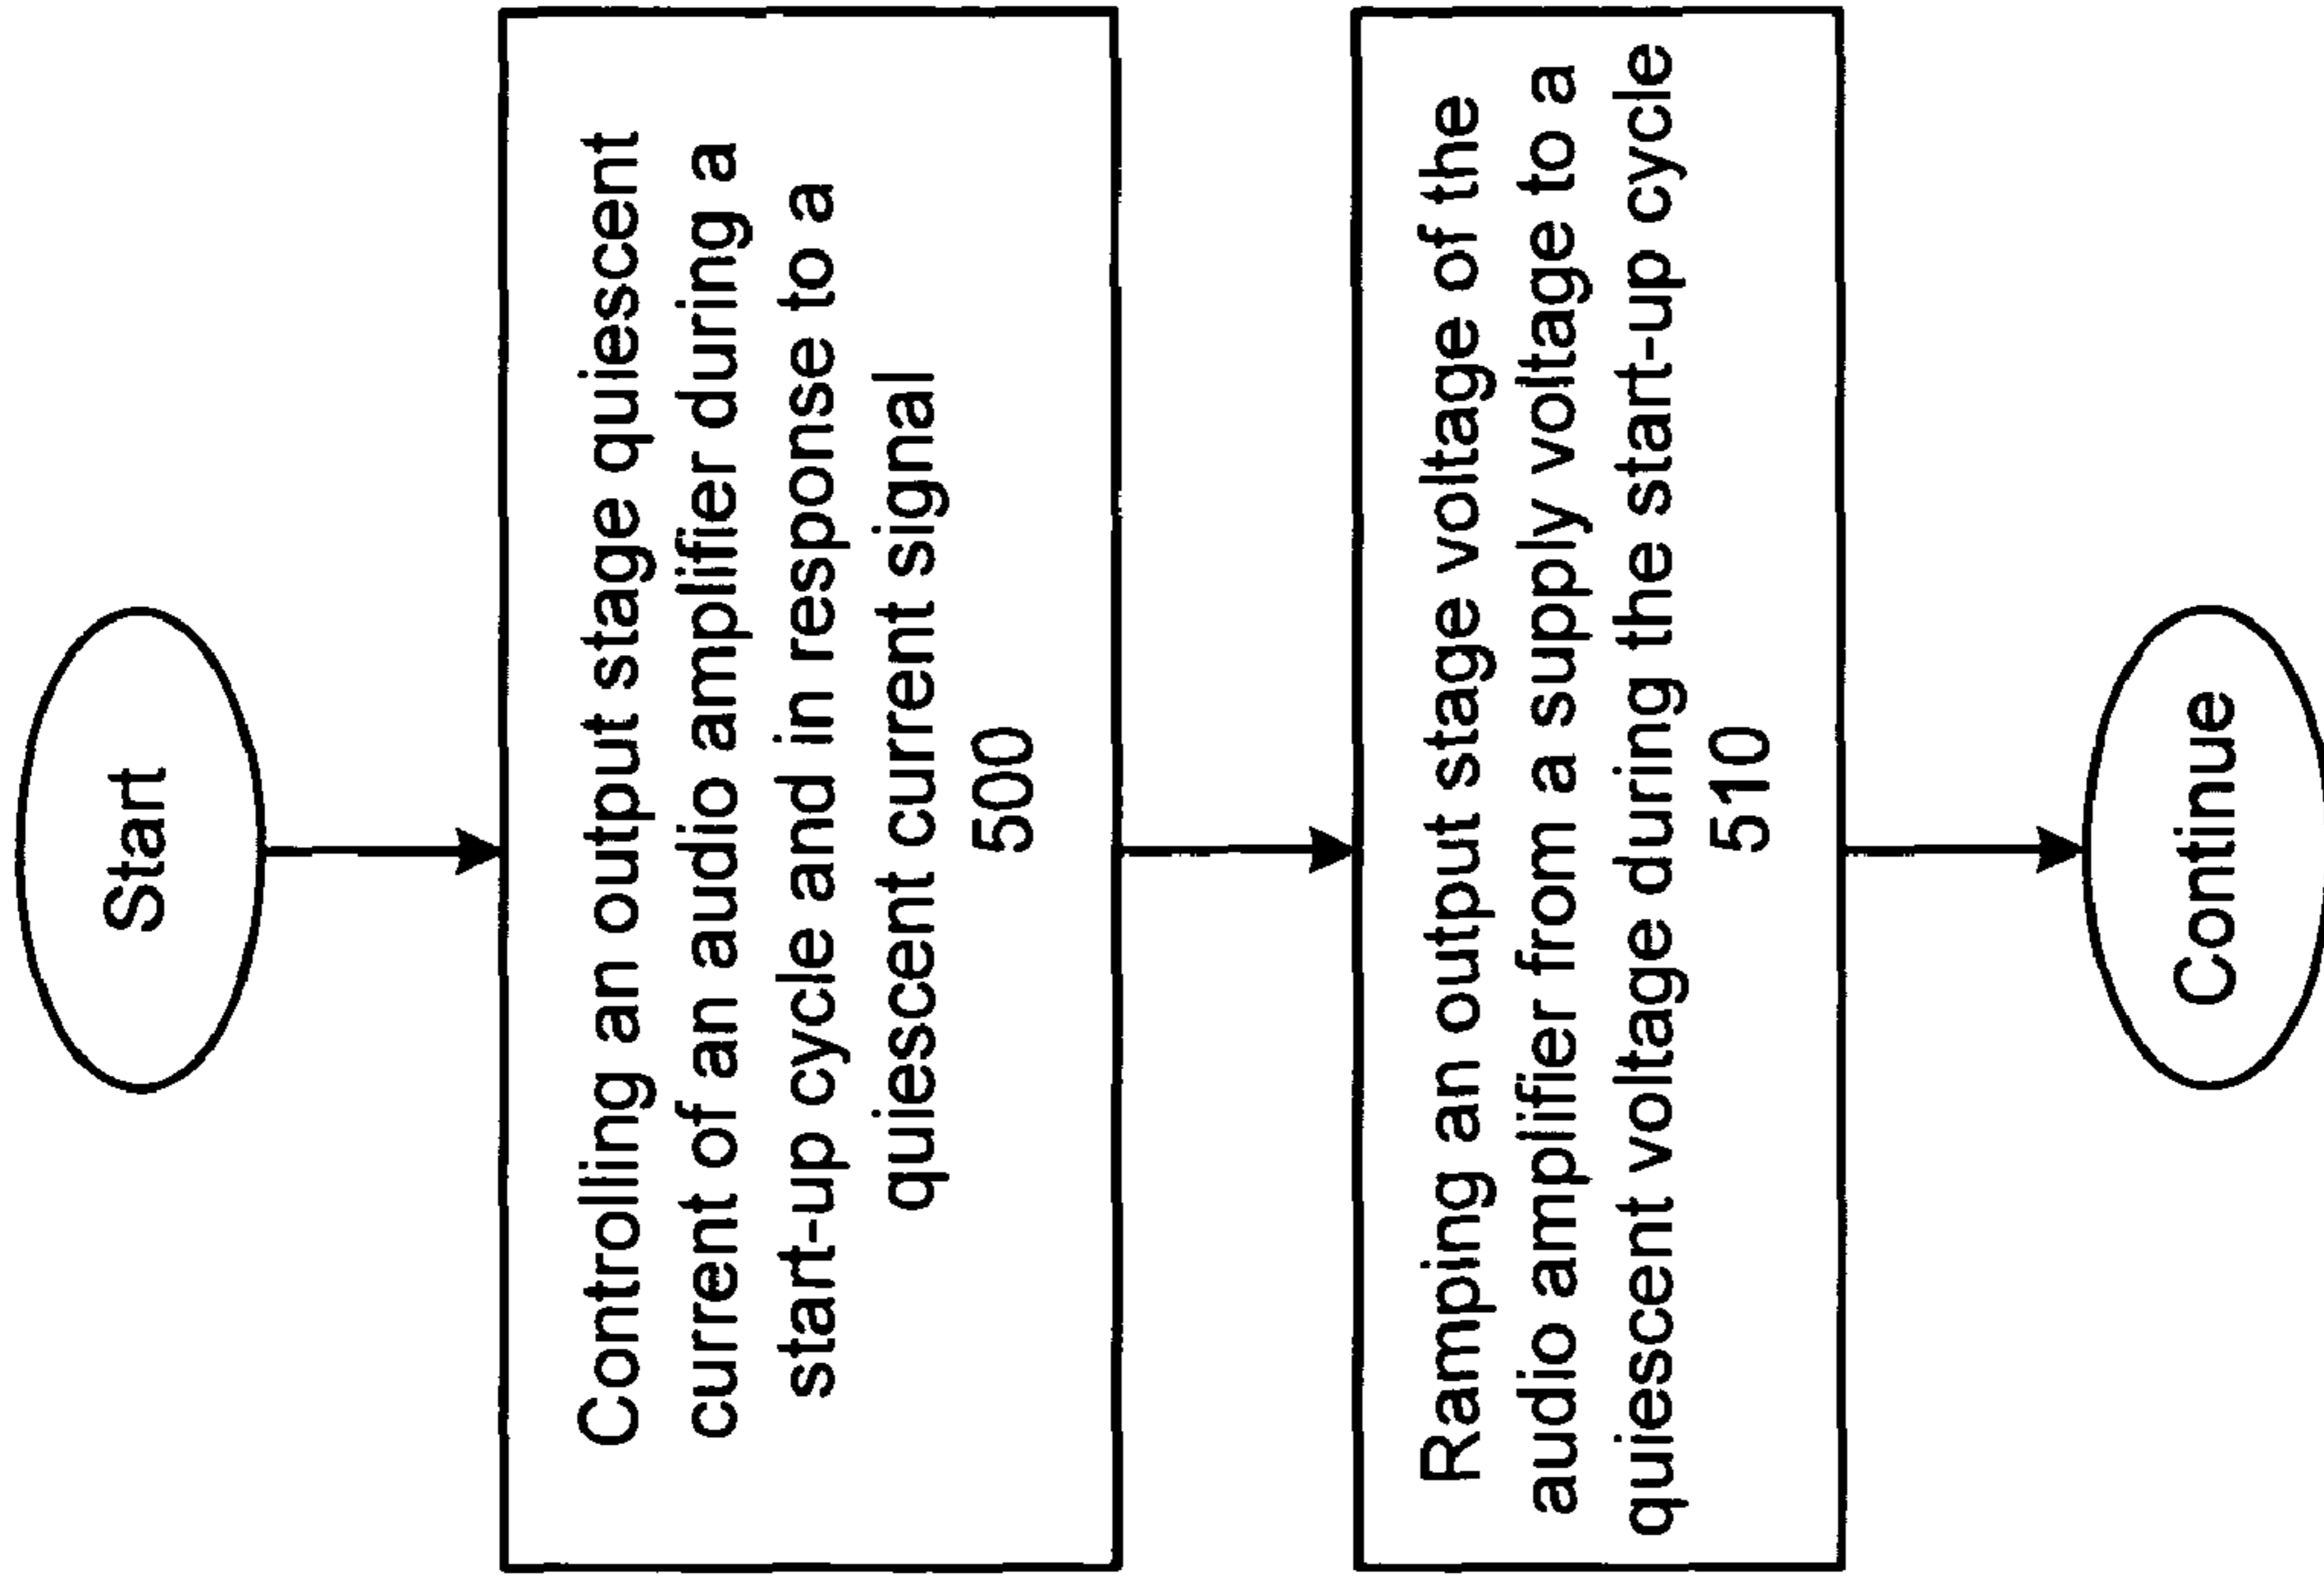 Start
Controlling an output stage quiescent
current of an audio amplifier during a
start-up cycle and in response to a
quiescent current signal
500
Ramping an output stage voltage of the
audio amplifier from a supply voltage to a
quiescent voltage during the start-up cycle
510
Continue